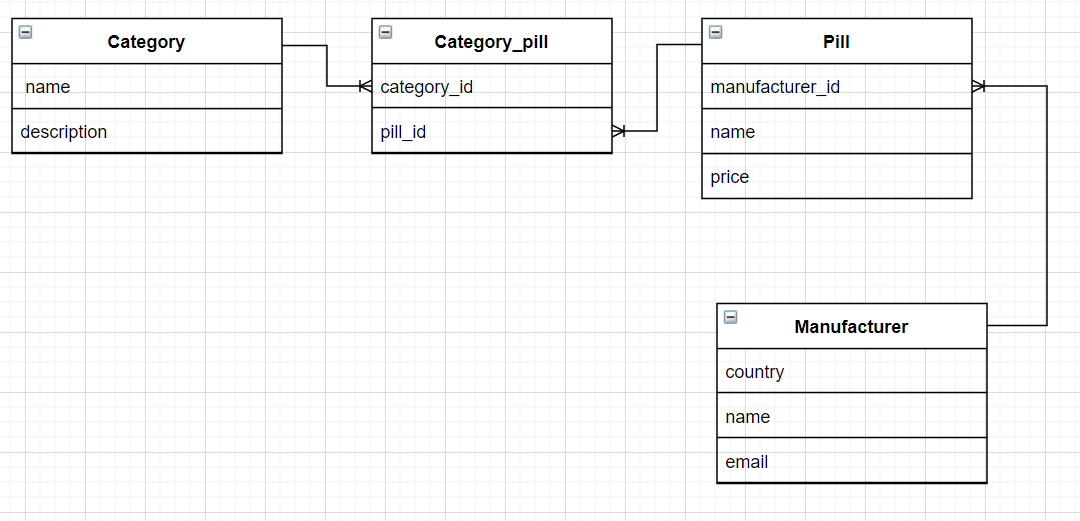 Category
name
description
Category_pill
category_id
pill_id
Pill
manufacturer_id
name
price
Manufacturer
country
name
email